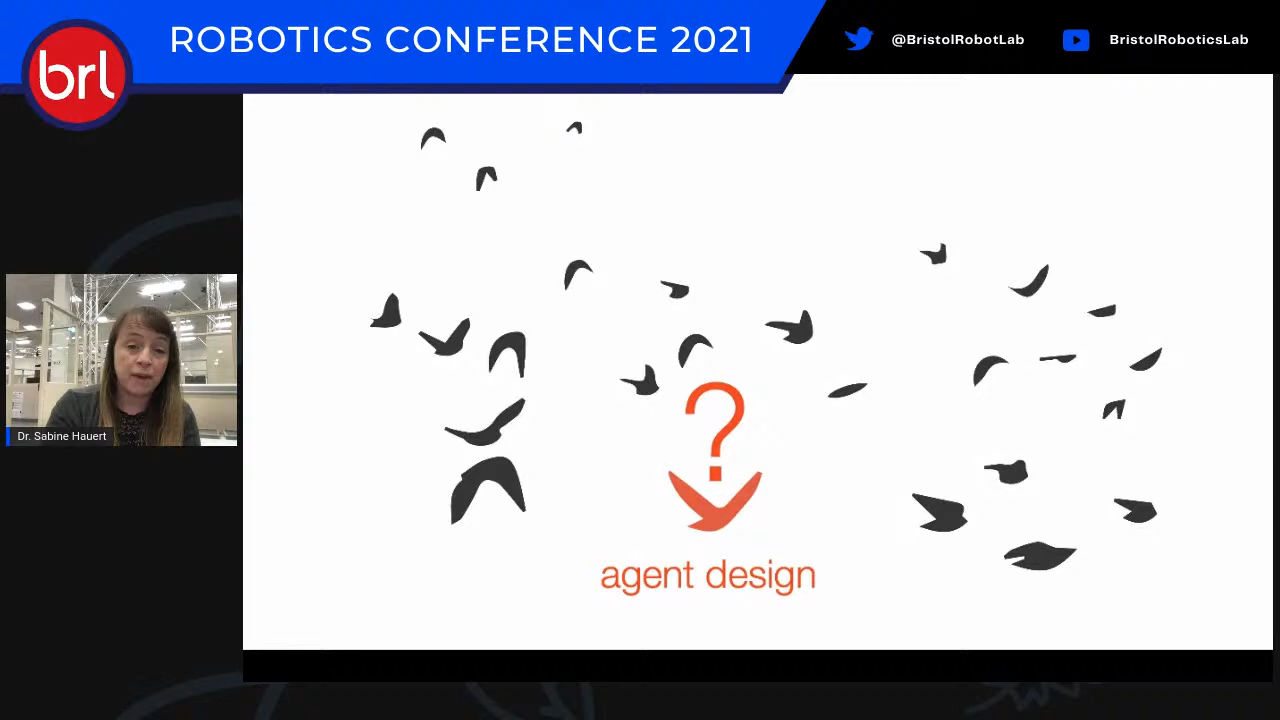 brl
ROBOTICS CONFERENCE 2021
@BristolRobotLab
BristolRoboticsLab
Dr. Sabine Hauert
?
agent design